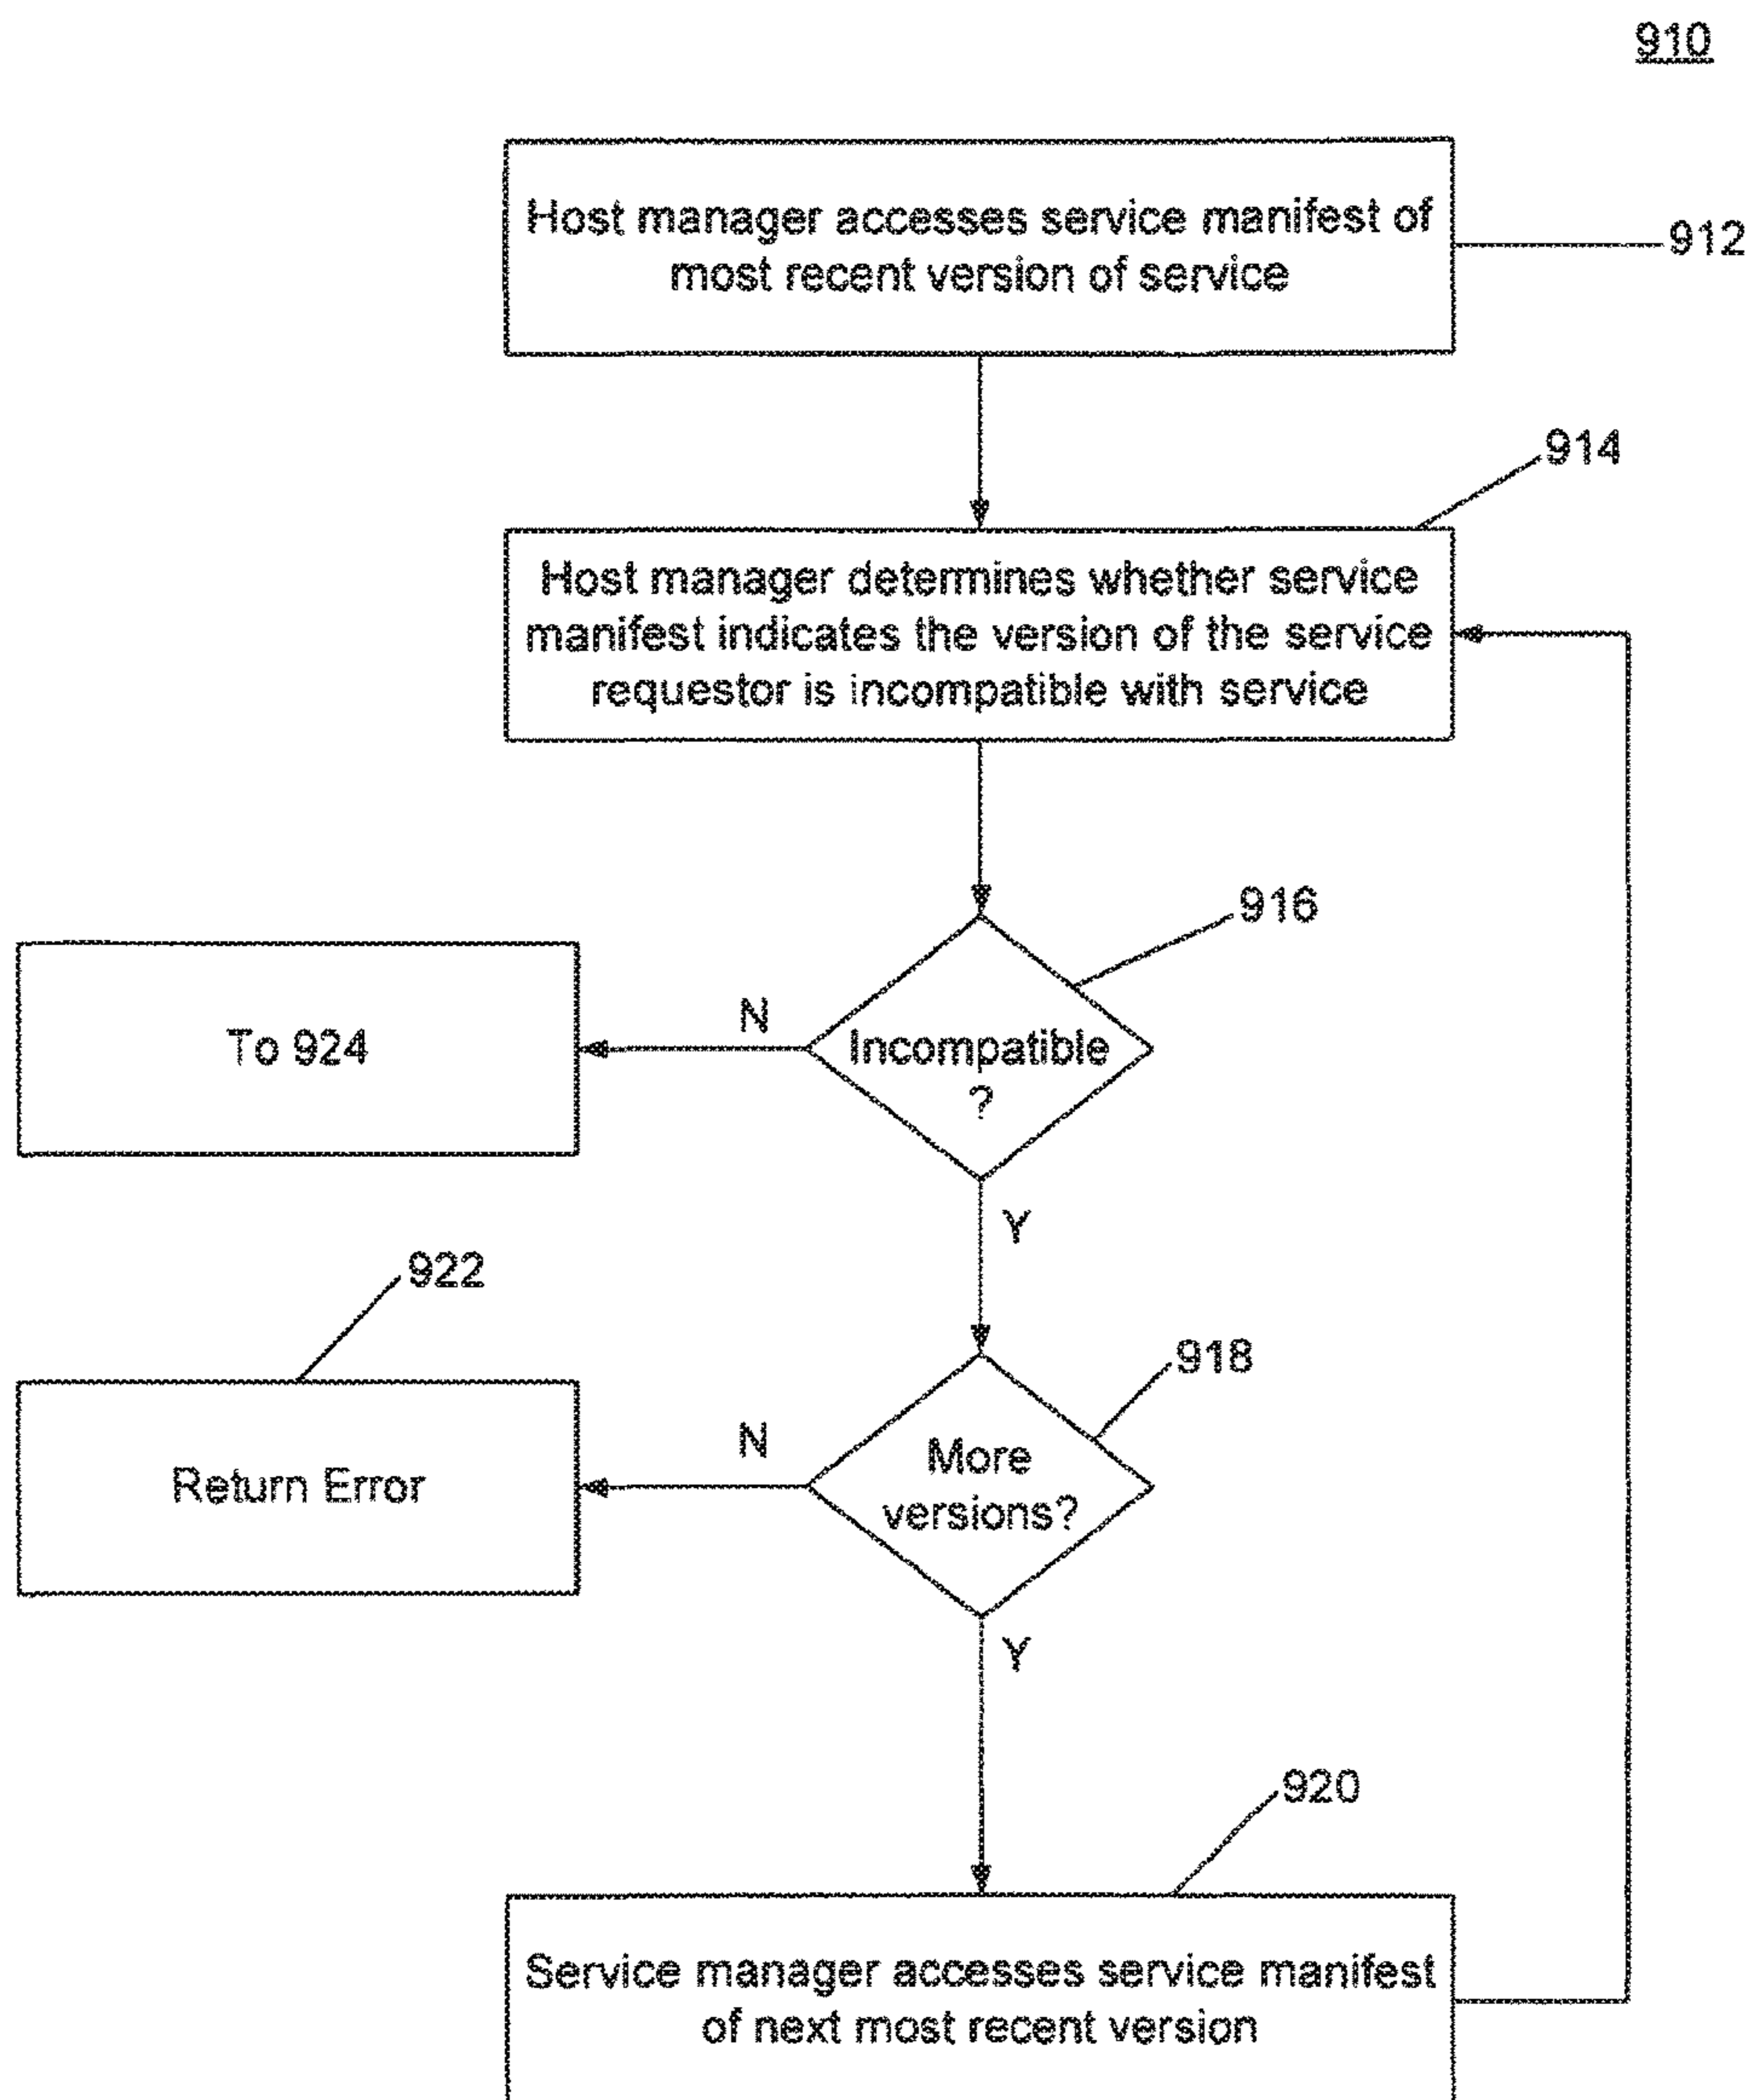 910
Host manager accesses service manifest of
most recent version of service
912
914
Host manager determines whether service
manifest indicates the version of the service
requestor is incompatible with service
916
Incompatible
?
N
To 924
Y
922
918
More
versions?
N
Return Error
Y
920
Service manager accesses service manifest
of next most recent version